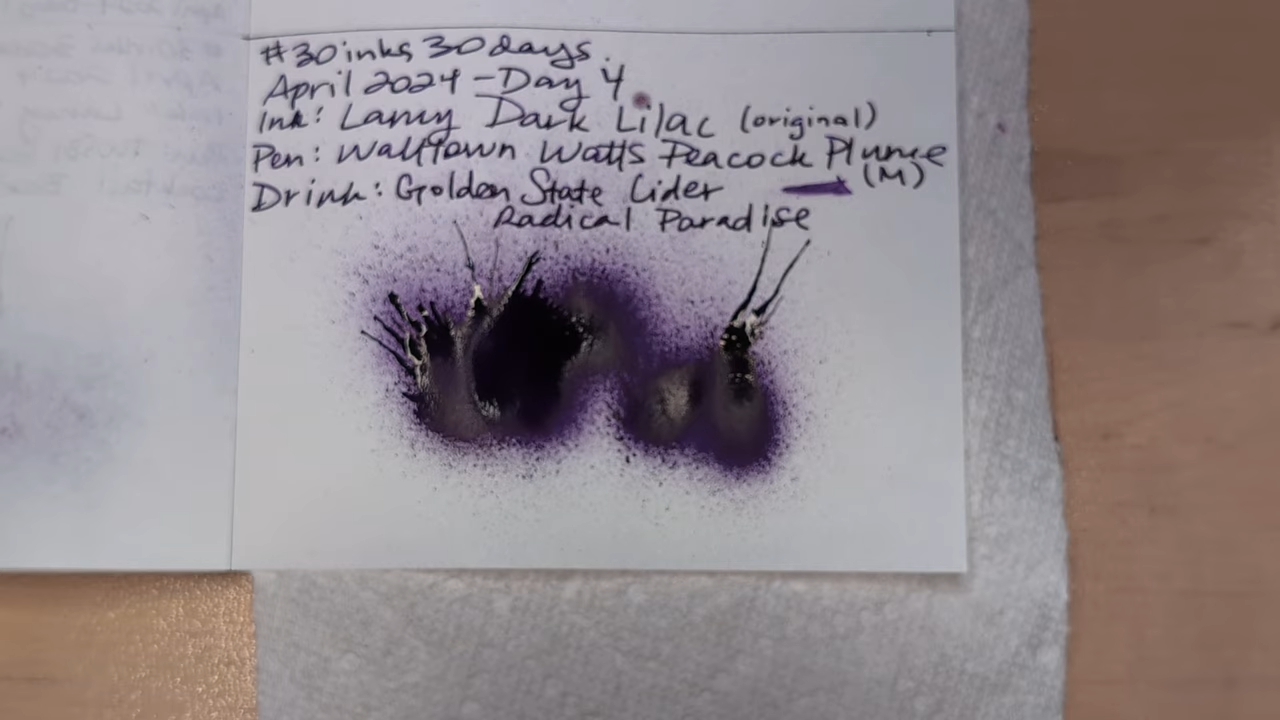 #30inks30days.
April 2024 - Day 4
Ink: Lamy Dark Lilac (original)
Pen: Walltown Watts Peacock Plume
(M)
Drink: Golden State Cider
Radical Paradise